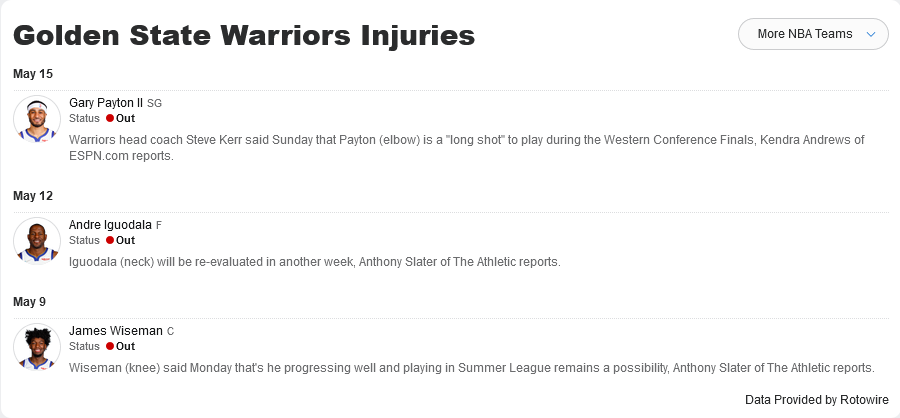 Golden State Warriors Injuries
More NBA Teams
May 15
Gary Payton II SG
Status Out
Warriors head coach Steve Kerr said Sunday that Payton (elbow) is a "long shot" to play during the Western Conference Finals, Kendra Andrews of
ESPN.com reports.
May 12
Andre Iguodala F
Status Out
Iguodala (neck) will be re-evaluated in another week, Anthony Slater of The Athletic reports.
May 9
James Wiseman C
Status Out
Wiseman (knee) said Monday that's he progressing well and playing in Summer League remains a possibility, Anthony Slater of The Athletic reports.
Data Provided by Rotowire